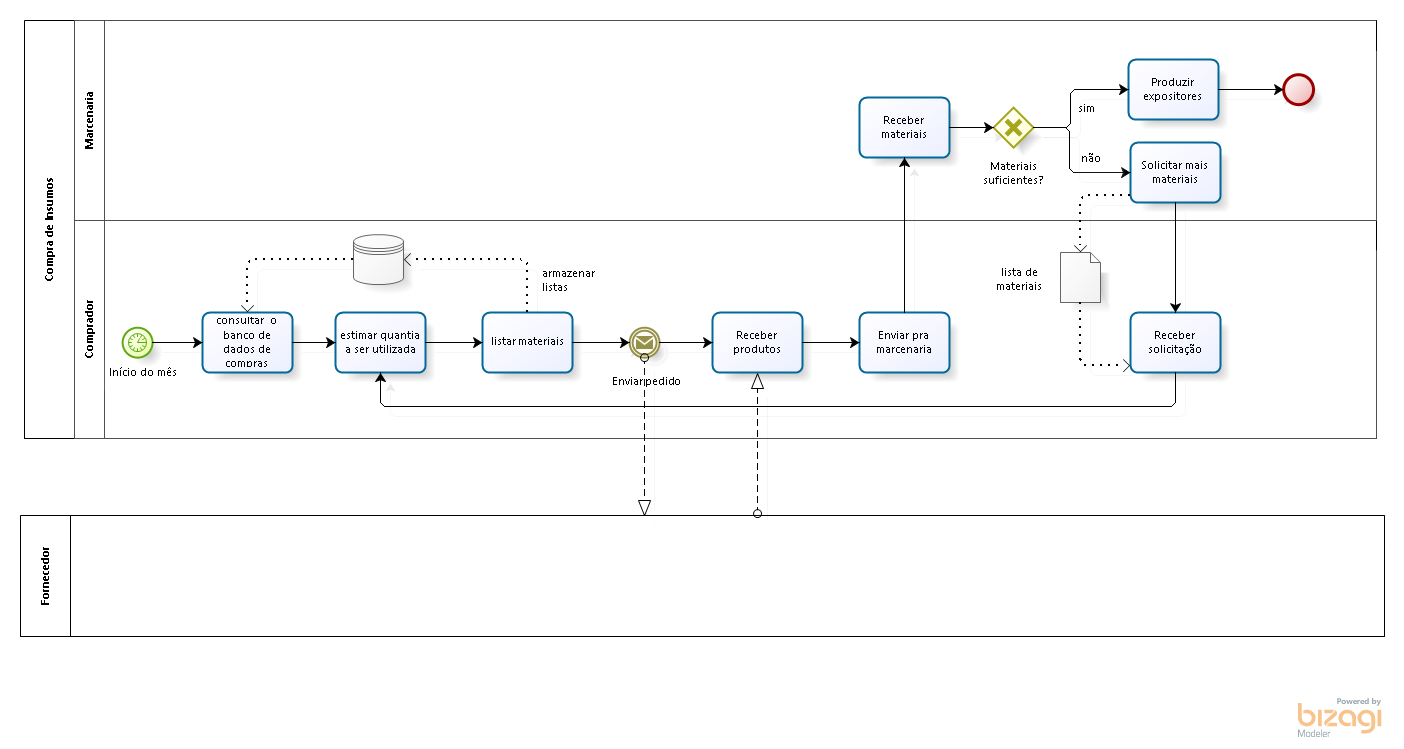 Compra de Insumos
Marcenaria
Receber
materiais
Materiais
suficientes?
sim
não
Produzir
expositores
Solicitar mais
materiais
Comprador
Início do mês
consultar o
banco de
dados de
compras
estimar quantia
a ser utilizada
listar materiais
armazenar
listas
Enviar pedido
Receber
produtos
Enviar pra
marcenaria
lista de
materiais
Receber
solicitação
Fornecedor
Powered by
bizagi
Modeler